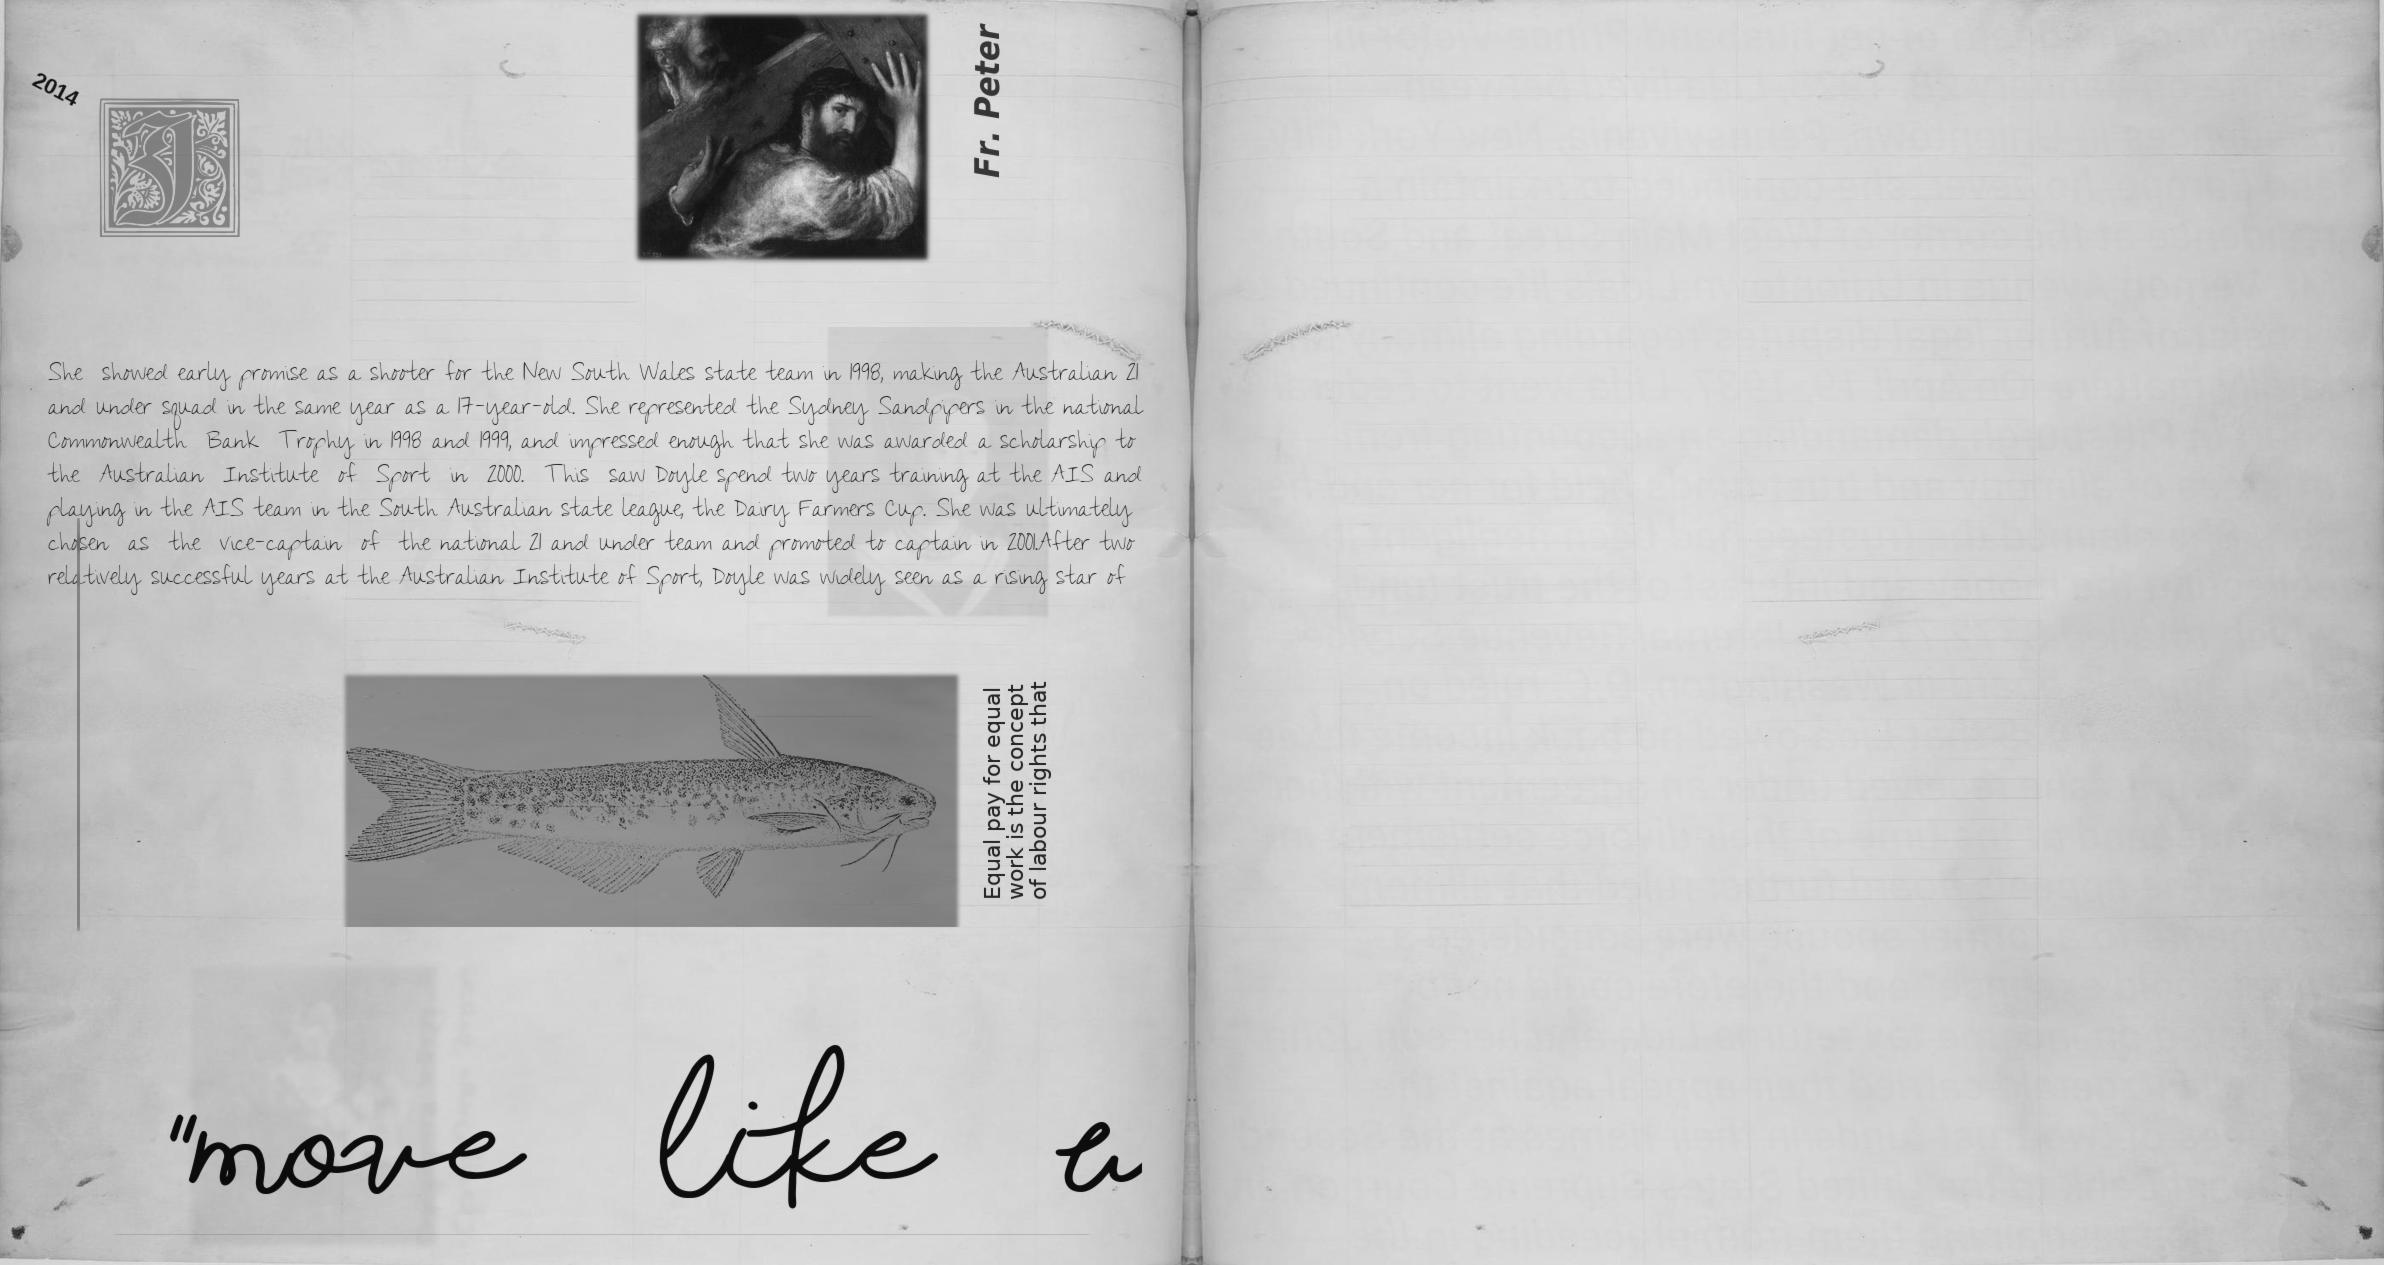 2014
Fr. Peter
She showed early promise as a shooter for the New South Wales state team in 1998, making the Australian 21
and under squad in the same year as a 17-year-old. She represented the Sydney Sandpipers in the national
Commonwealth Bank Trophy in 1998 and 1999, and impressed enough that she was awarded a scholarship to
the Australian Institute of Sport in 2000. This saw Doyle spend two years training at the AIS and
playing in the AIS team in the South Australian state league, the Dairy Farmers Cup. She was ultimately
chosen as the vice-captain of the national 21 and under team and promoted to captain in 2001.After two
relatively successful years at the Australian Institute of Sport, Doyle was widely seen as a rising star of
Equal pay for equal
work is the concept
of labour rights that
"move like a